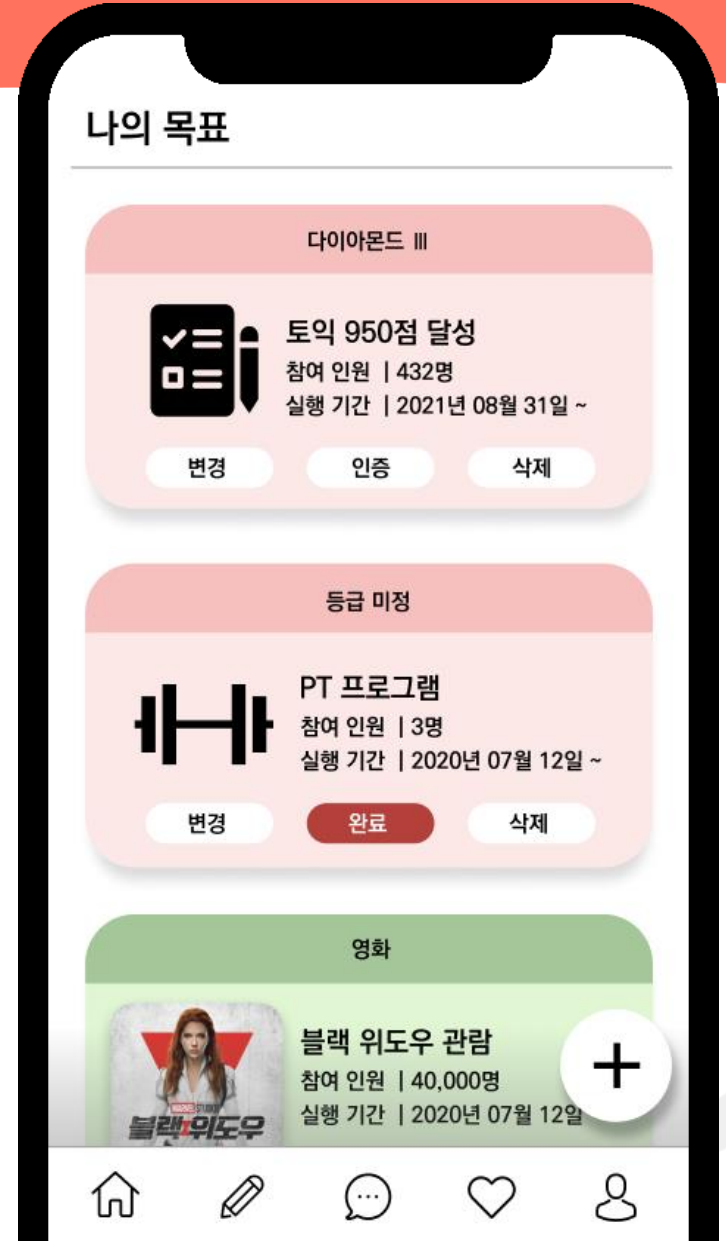 나의 목표
다이아몬드 Ⅲ
토익 950점 달성
참여 인원 | 432명
실행 기간 | 2021년 08월 31일 ~
변경 인증 삭제
등급 미정
PT 프로그램
참여 인원 | 3명
실행 기간 | 2020년 07월 12일 ~
변경 완료 삭제
영화
블랙 위도우 관람
참여 인원 | 40,000명
실행 기간 | 2020년 07월 12일
MARVEL STUDIOS
블랙 위도우